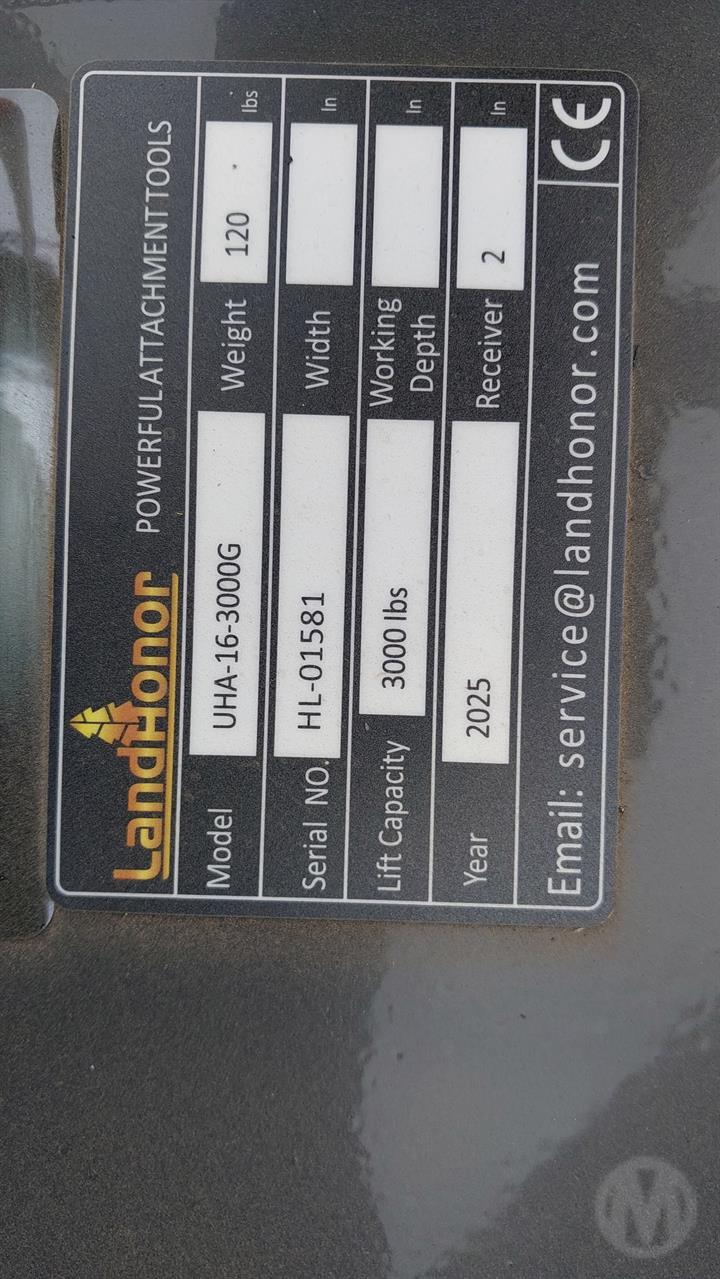 LandHonor POWERFUL ATTACHMENT TOOLS
Model UHA-16-3000G Weight 120 lbs
Serial NO. HL-01581 Width In
Lift Capacity 3000 lbs Working Depth In
Year 2025 Receiver 2 In
Email: service@landhonor.com CE
M